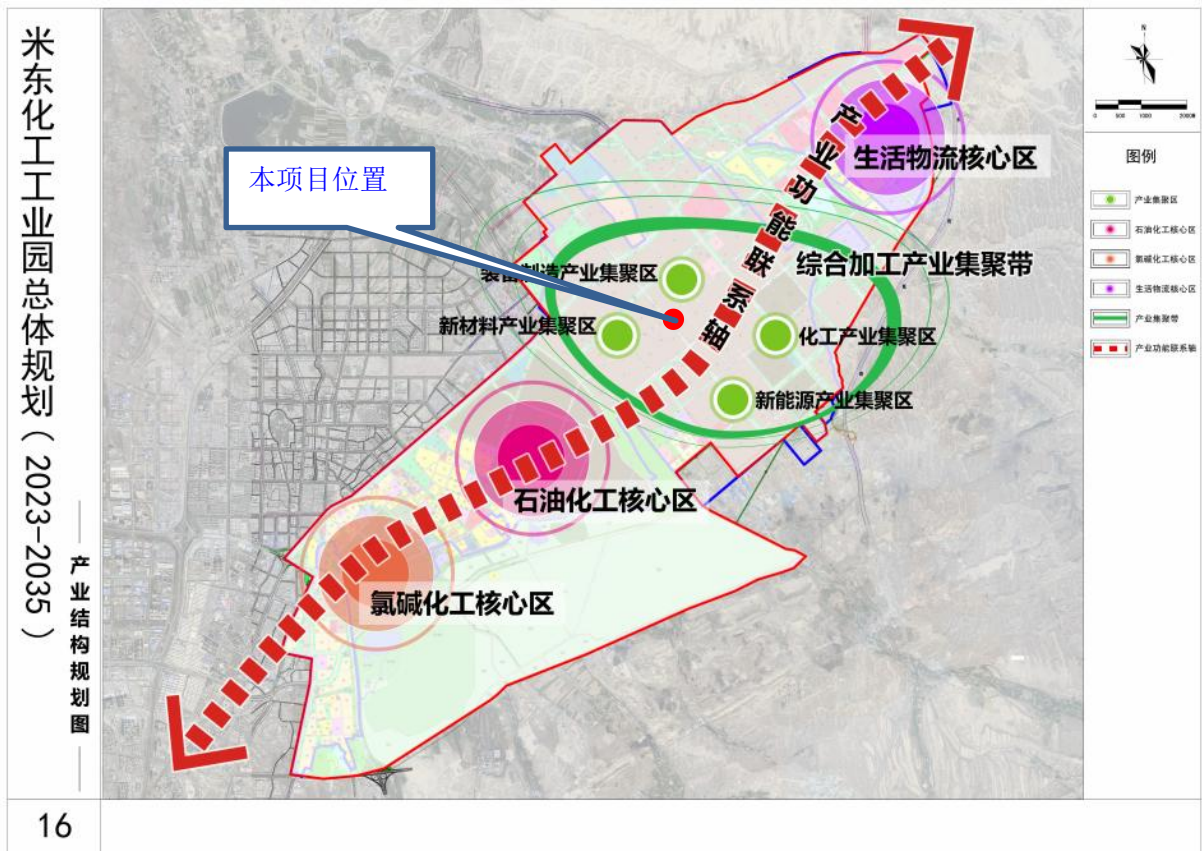 米东化工工业园总体规划（2023-2035）
产业结构规划图
16
本项目位置
产业功能联系轴
生活物流核心区
综合加工产业集聚带
装备制造产业集聚区
新材料产业集聚区
化工产业集聚区
新能源产业集聚区
石油化工核心区
氯碱化工核心区
N
0 500 1000 2000M
图例
产业集聚区
石油化工核心区
氯碱化工核心区
生活物流核心区
产业集聚带
产业功能联系轴